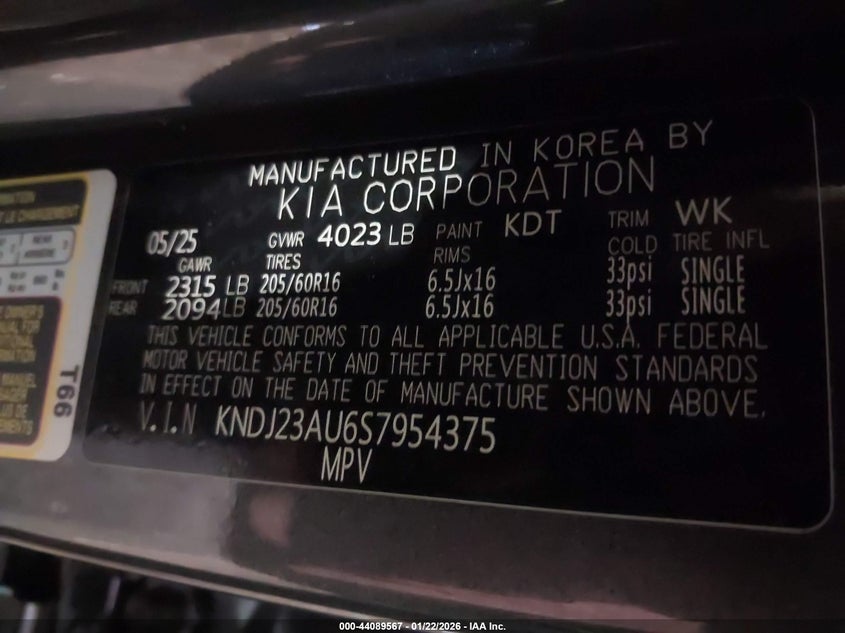 MANUFACTURED IN KOREA BY
KIA CORPORATION
05/25 GVWR 4023 LB PAINT KDT TRIM WK
GAWR TIRES RIMS COLD TIRE INFL
FRONT 2315 LB 205/60R16 6.5Jx16 33psi SINGLE
REAR 2094 LB 205/60R16 6.5Jx16 33psi SINGLE
THIS VEHICLE CONFORMS TO ALL APPLICABLE U.S.A. FEDERAL
MOTOR VEHICLE SAFETY AND THEFT PREVENTION STANDARDS
IN EFFECT ON THE DATE OF MANUFACTURE SHOWN ABOVE.
V.I.N KNDJ23AU6S7954375
MPV
T66
000-44089567 - 01/22/2026 - IAA Inc.